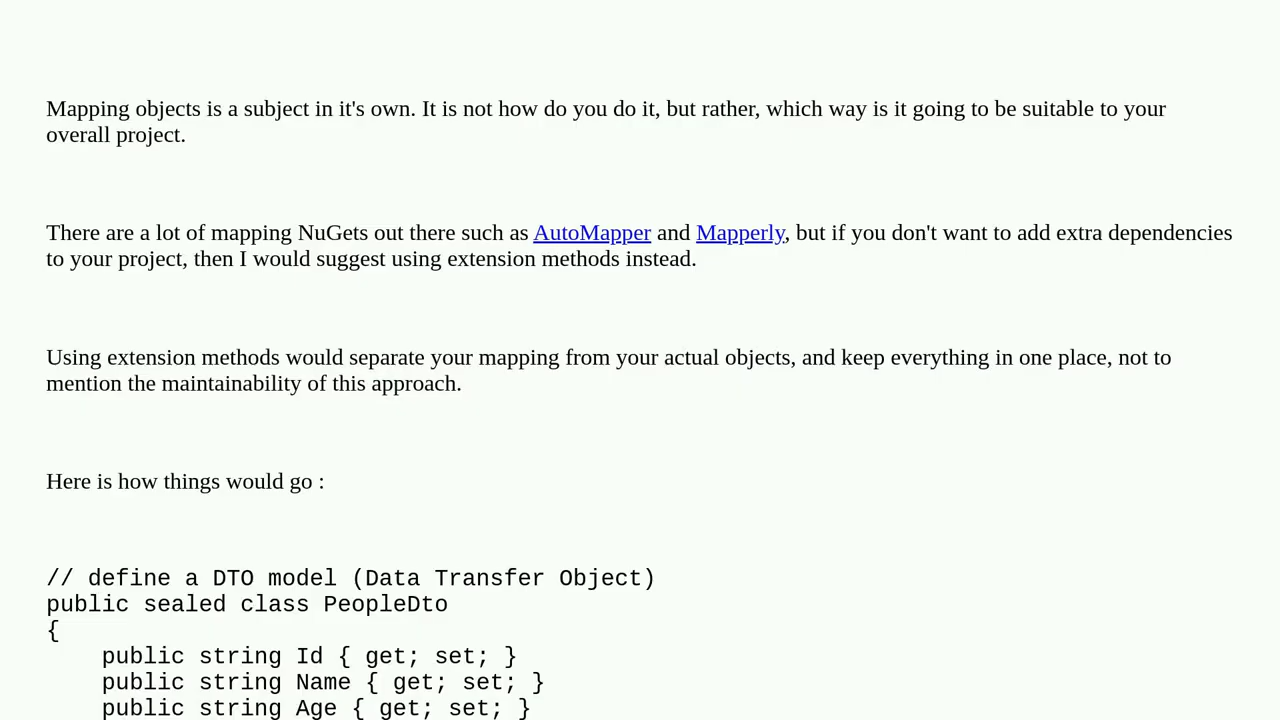 Mapping objects is a subject in it's own. It is not how do you do it, but rather, which way is it going to be suitable to your
overall project.
There are a lot of mapping NuGets out there such as AutoMapper and Mapperly, but if you don't want to add extra dependencies
to your project, then I would suggest using extension methods instead.
Using extension methods would separate your mapping from your actual objects, and keep everything in one place, not to
mention the maintainability of this approach.
Here is how things would go :
// define a DTO model (Data Transfer Object)
public sealed class PeopleDto
{
    public string Id { get; set; }
    public string Name { get; set; }
    public string Age { get; set; }